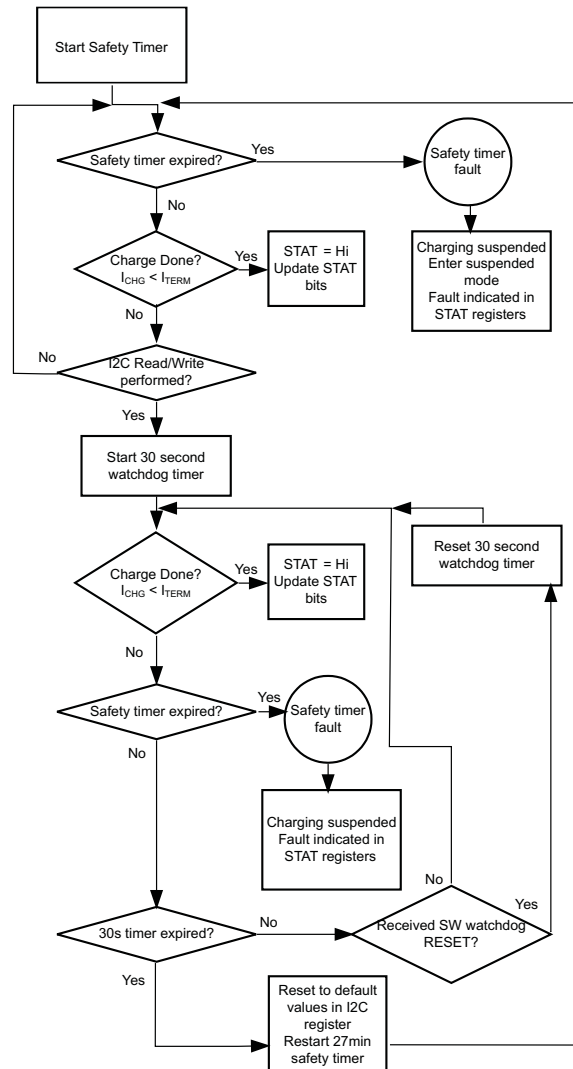 Start Safety Timer
Safety timer expired?
Yes
Safety timer
fault
No
Charging suspended
Enter suspended
mode
Fault indicated in
STAT registers
Charge Done?
ICHG < ITERM
Yes
STAT = Hi
Update STAT
bits
No
I2C Read/Write
performed?
No
Yes
Start 30 second
watchdog timer
Reset 30 second
watchdog timer
Charge Done?
ICHG < ITERM
Yes
STAT = Hi
Update STAT
bits
No
Safety timer expired?
Yes
Safety timer
fault
No
Charging suspended
Fault indicated in
STAT registers
30s timer expired?
No
Received SW watchdog
RESET?
No
Yes
Yes
Reset to default
values in I2C
register
Restart 27min
safety timer